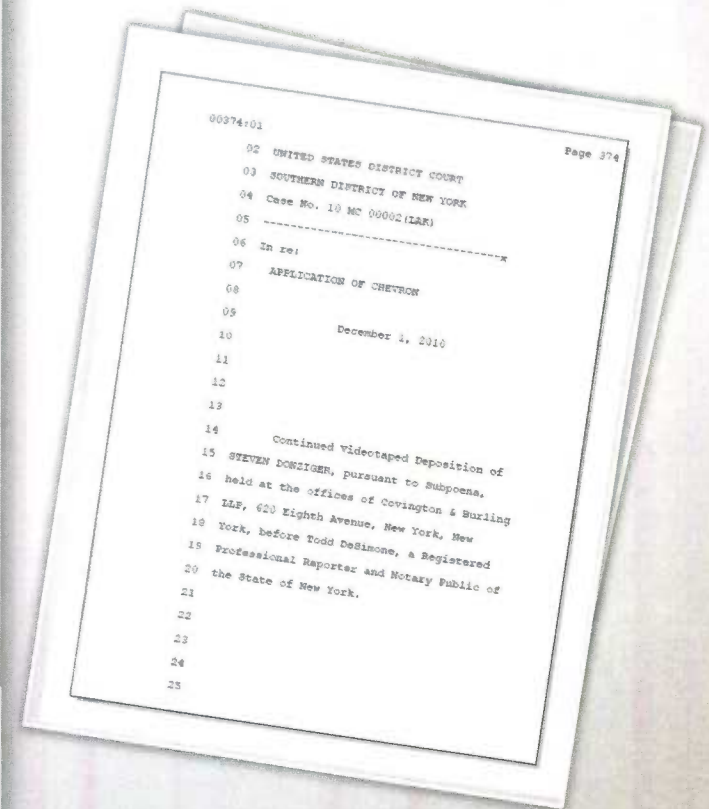 00374:01
Page 374
02 UNITED STATES DISTRICT COURT
03 SOUTHERN DISTRICT OF NEW YORK
04 Case No. 10 MC 00002(LAK)
05 ----------------------------------x
06 In re:
07 APPLICATION OF CHEVRON
08
09
10 December 1, 2010
11
12
13
14 Continued Videotaped Deposition of
15 STEVEN DONZIGER, pursuant to Subpoena,
16 held at the offices of Covington & Burling
17 LLP, 620 Eighth Avenue, New York, New
18 York, before Todd DeSimone, a Registered
19 Professional Reporter and Notary Public of
20 the State of New York.
21
22
23
24
25